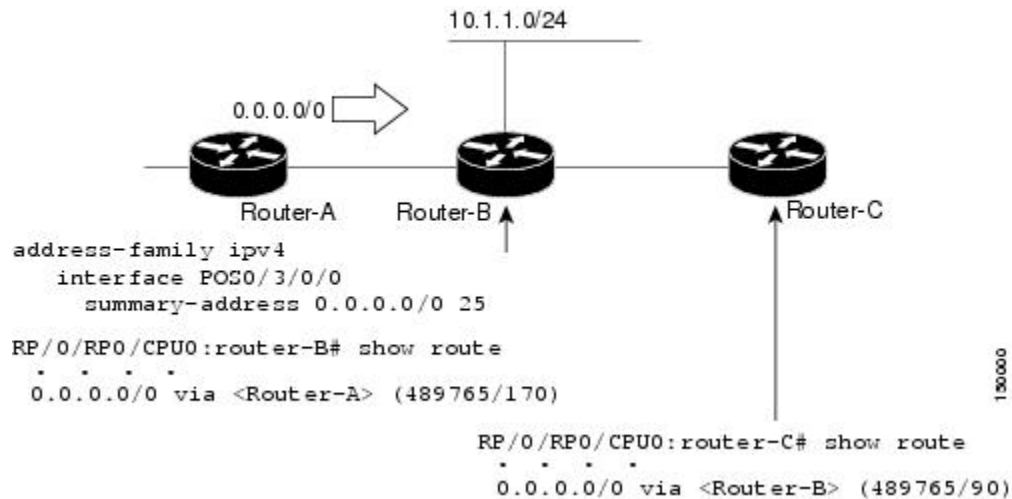 10.1.1.0/24
0.0.0.0/0
Router-A
Router-B
Router-C
address-family ipv4
interface POS0/3/0/0
summary-address 0.0.0.0/0 25
RP/0/RP0/CPU0:router-B# show route
. . . .
0.0.0.0/0 via <Router-A> (489765/170)
150000
RP/0/RP0/CPU0:router-C# show route
. . . .
0.0.0.0/0 via <Router-B> (489765/90)